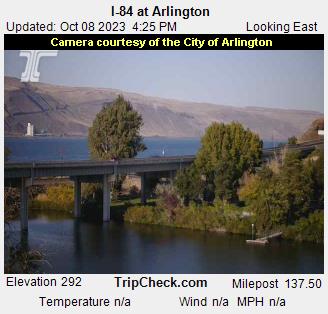 I-84 at Arlington
Updated: Oct 08 2023 4:25 PM Looking East
Camera courtesy of the City of Arlington
Elevation 292 TripCheck.com Milepost 137.50
Temperature n/a Wind n/a MPH n/a